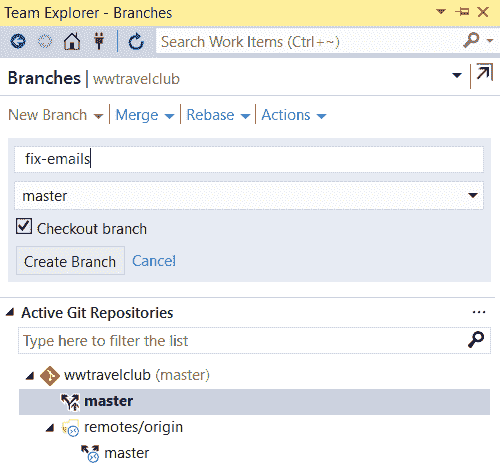 Team Explorer - Branches
Search Work Items (Ctrl+~)
Branches | wwtravelclub
New Branch Merge Rebase Actions
fix-emails
master
Checkout branch
Create Branch Cancel
Active Git Repositories ...
Type here to filter the list
wwtravelclub (master)
master
remotes/origin
master